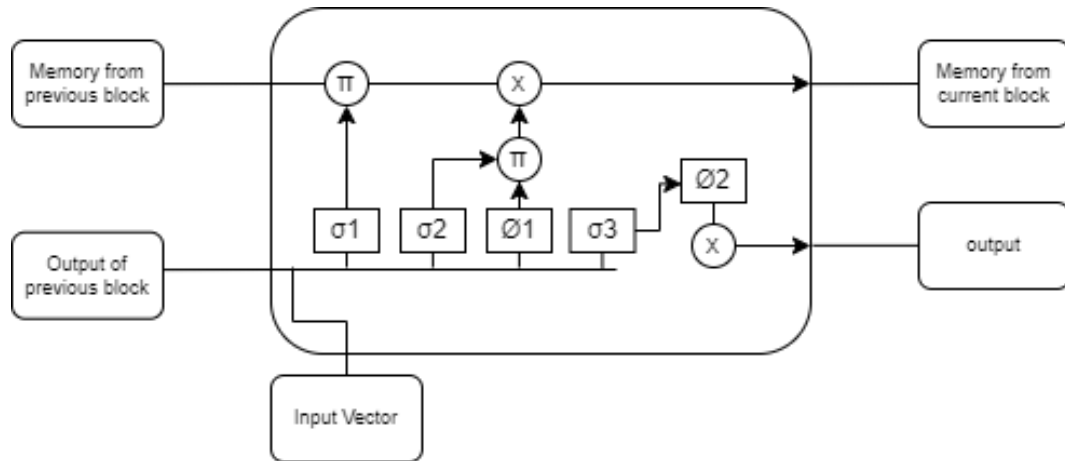 Memory from
previous block
π
x
Memory from
current block
π
Ø2
σ1
σ2
Ø1
σ3
x
output
Output of
previous block
Input Vector